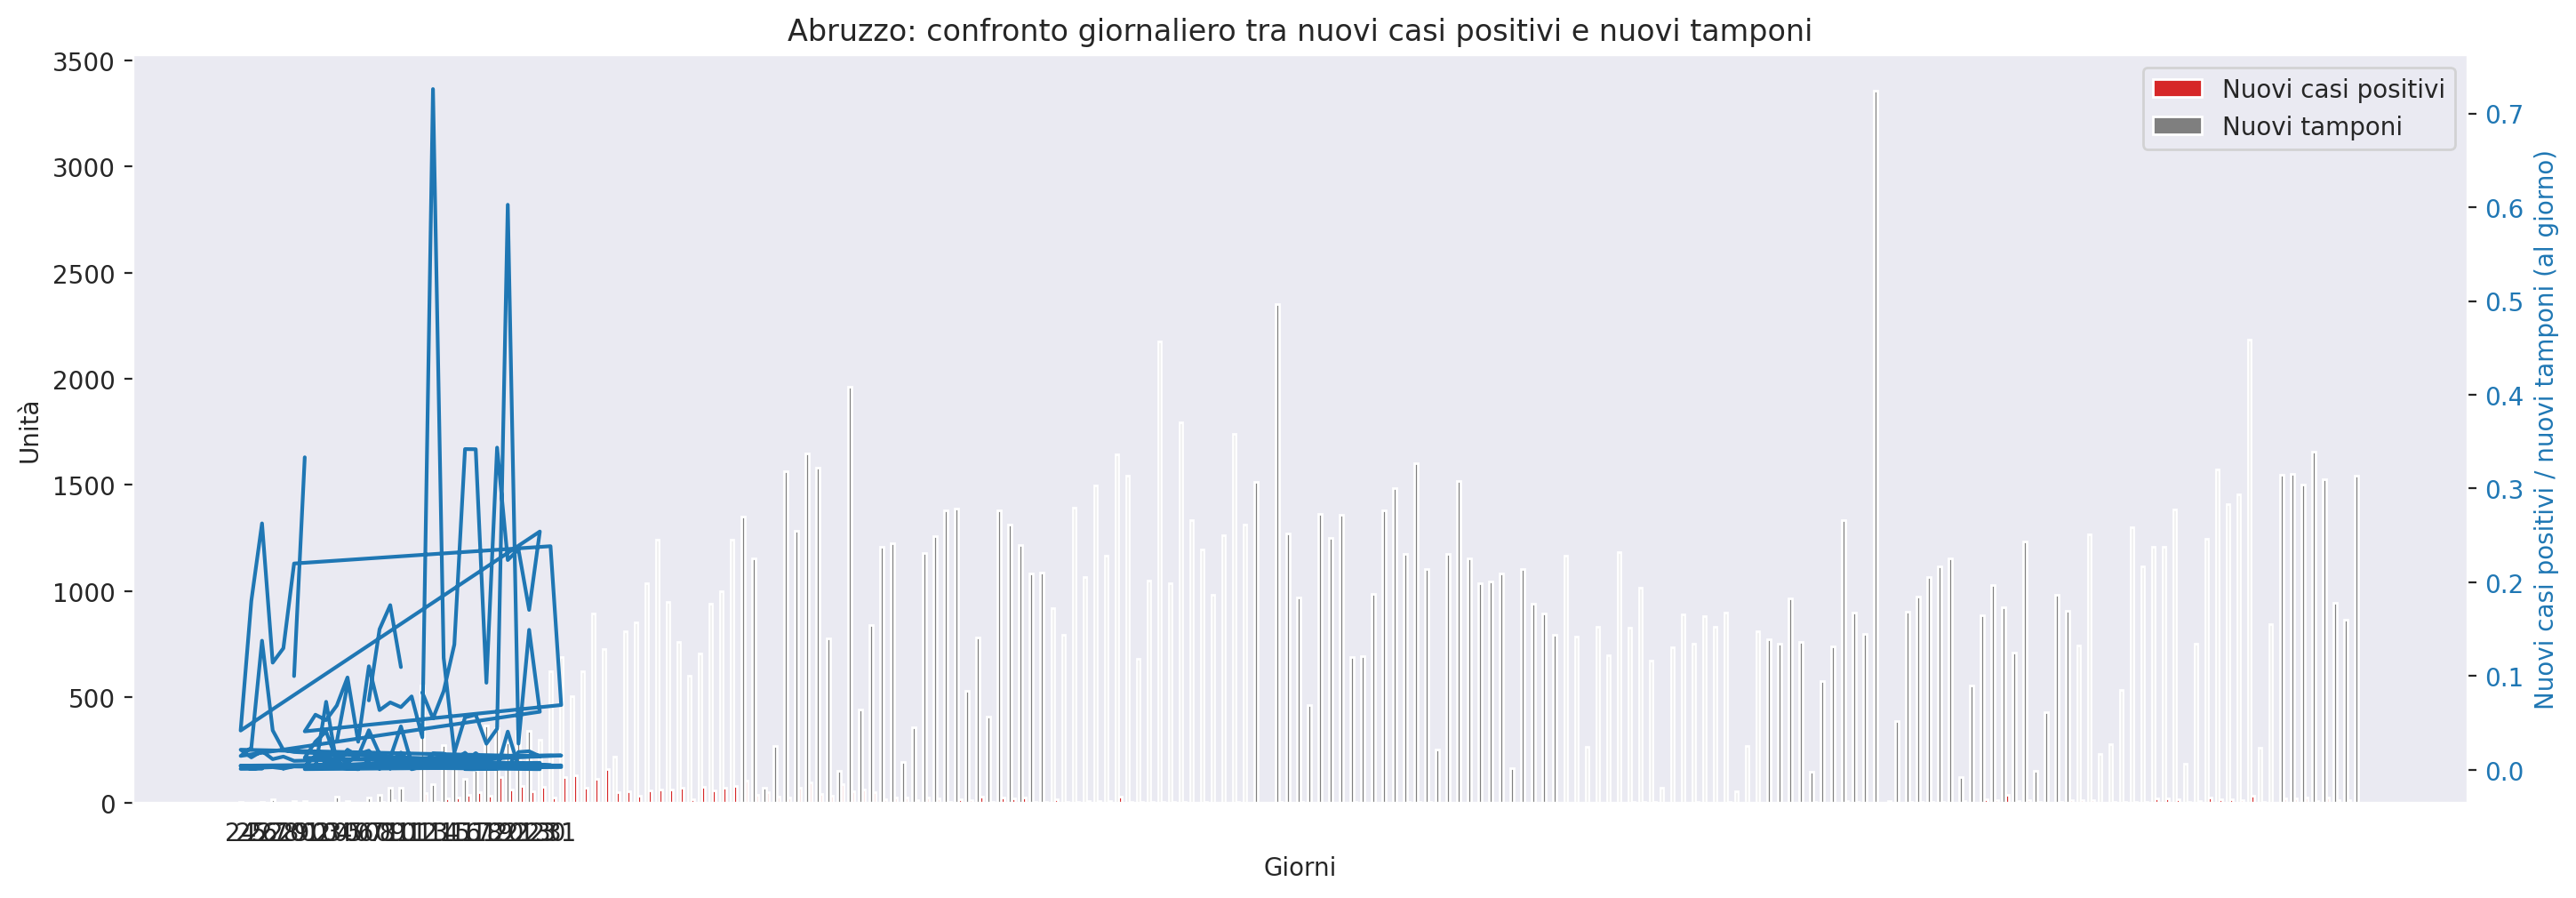 Abruzzo: confronto giornaliero tra nuovi casi positivi e nuovi tamponi
3500
3000
2500
2000
1500
1000
500
0
Unità
Nuovi casi positivi
Nuovi tamponi
0.7
0.6
0.5
0.4
0.3
0.2
0.1
0.0
Nuovi casi positivi / nuovi tamponi (al giorno)
Giorni